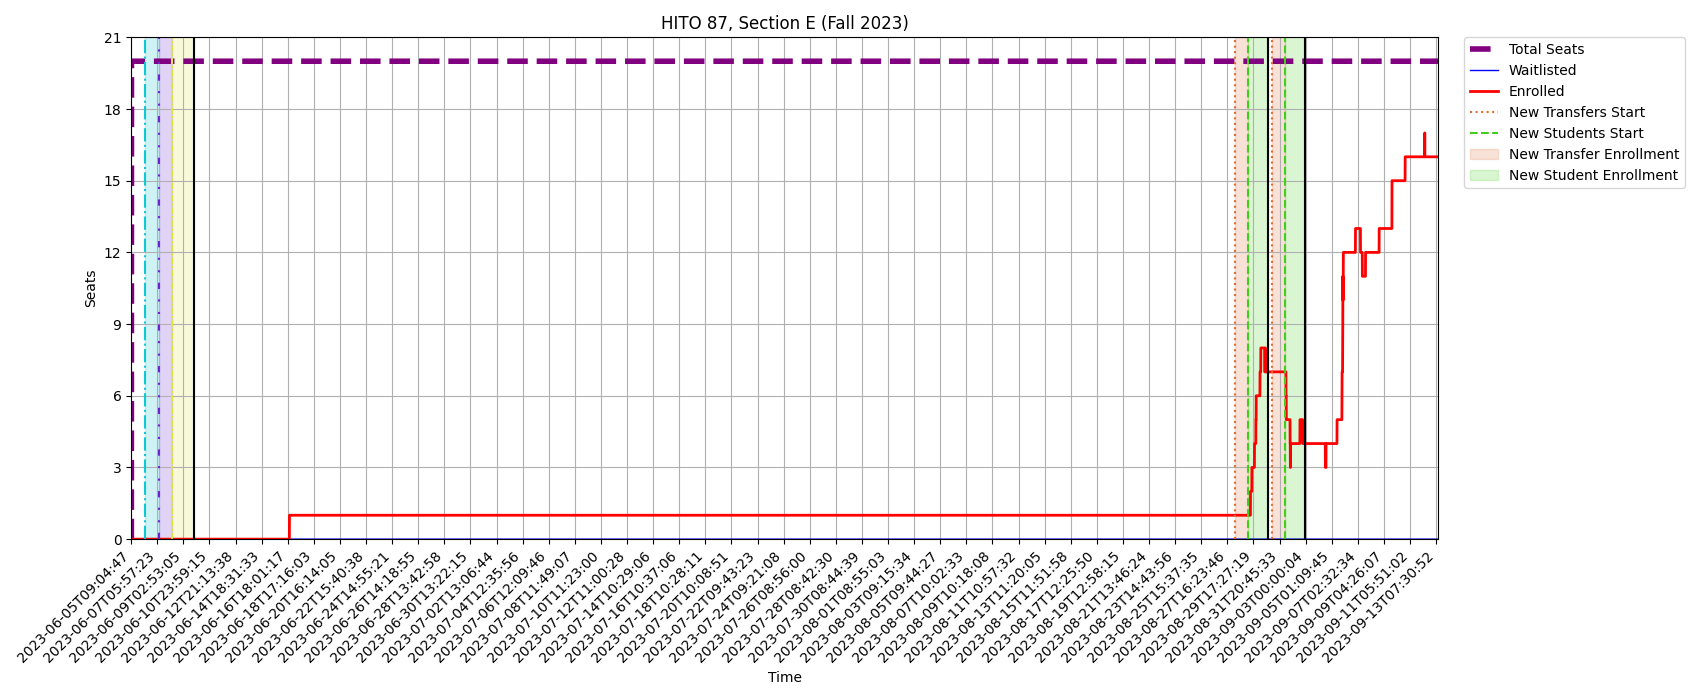 HITO 87, Section E (Fall 2023)
21
18
15
12
9
6
3
0
Seats
2023-06-05T09:04:47
2023-06-07T05:57:23
2023-06-09T02:53:05
2023-06-10T23:59:15
2023-06-12T21:13:38
2023-06-14T18:31:33
2023-06-16T18:01:17
2023-06-18T17:16:03
2023-06-20T16:14:05
2023-06-22T15:40:38
2023-06-24T14:55:21
2023-06-26T14:18:55
2023-06-28T13:42:58
2023-06-30T13:22:15
2023-07-02T13:06:44
2023-07-04T12:35:56
2023-07-06T12:09:46
2023-07-08T11:49:07
2023-07-10T11:23:00
2023-07-12T11:00:28
2023-07-14T10:29:06
2023-07-16T10:37:06
2023-07-18T10:28:11
2023-07-20T10:08:51
2023-07-22T09:43:23
2023-07-24T09:21:08
2023-07-26T08:56:00
2023-07-28T08:42:30
2023-07-30T08:44:39
2023-08-01T08:55:03
2023-08-03T09:15:34
2023-08-05T09:44:27
2023-08-07T10:02:33
2023-08-09T10:18:08
2023-08-11T10:57:32
2023-08-13T11:20:05
2023-08-15T11:51:58
2023-08-17T12:25:50
2023-08-19T12:58:15
2023-08-21T13:46:24
2023-08-23T14:43:56
2023-08-25T15:37:35
2023-08-27T16:23:46
2023-08-29T17:27:19
2023-08-31T20:45:33
2023-09-03T00:00:04
2023-09-05T01:09:45
2023-09-07T02:32:34
2023-09-09T04:26:07
2023-09-11T05:51:02
2023-09-13T07:30:52
Time
Total Seats
Waitlisted
Enrolled
New Transfers Start
New Students Start
New Transfer Enrollment
New Student Enrollment